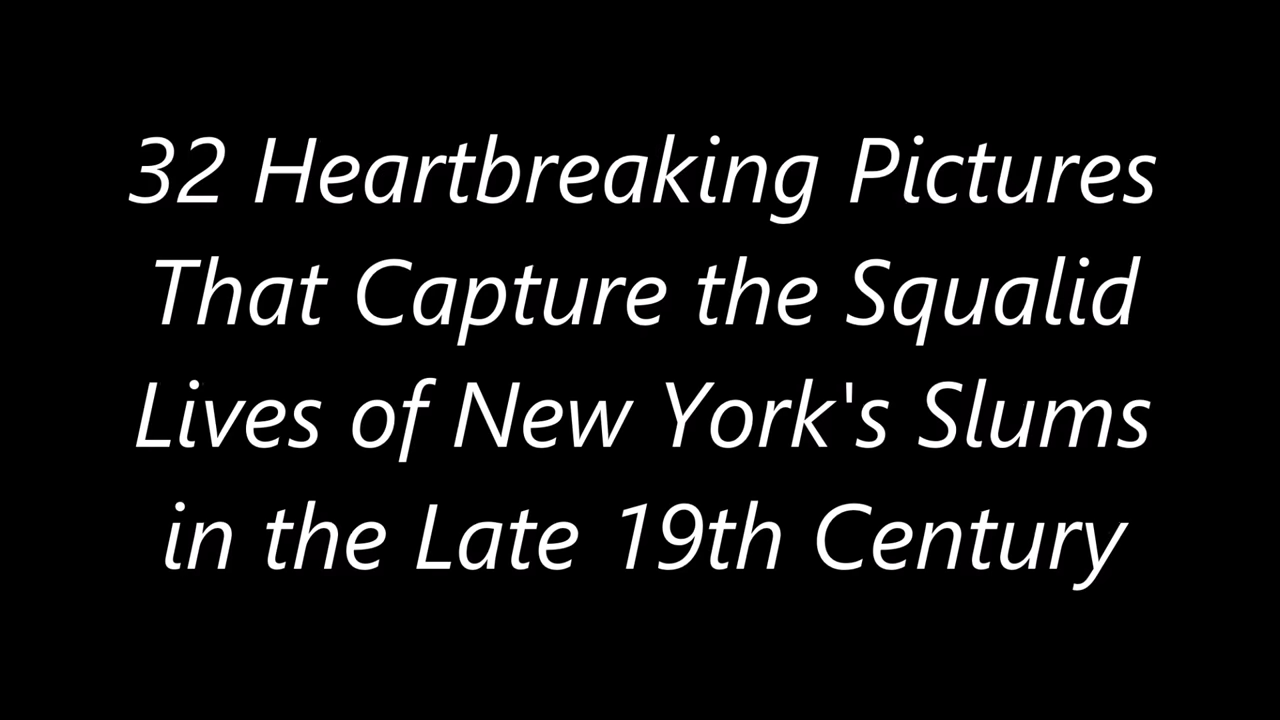 32 Heartbreaking Pictures
That Capture the Squalid
Lives of New York's Slums
in the Late 19th Century